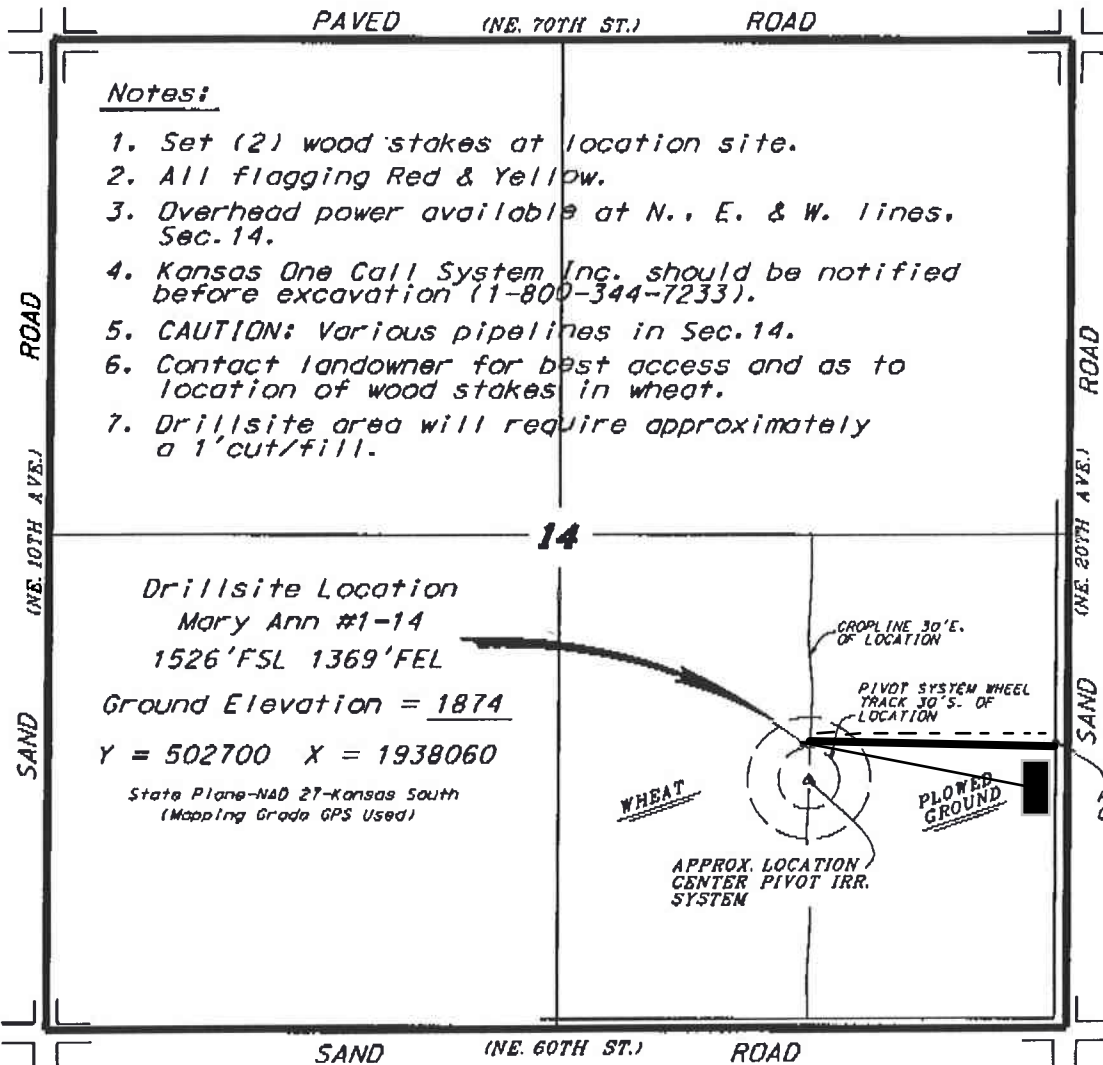 PAVED (NE. 70TH ST.) ROAD
Notes:
1. Set (2) wood stakes at location site.
2. All flagging Red & Yellow.
3. Overhead power available at N., E. & W. lines,
Sec. 14.
4. Kansas One Call System Inc. should be notified
before excavation (1-800-344-7233).
5. CAUTION: Various pipelines in Sec. 14.
6. Contact landowner for best access and as to
location of wood stakes in wheat.
7. Drillsite area will require approximately
a 1' cut/fill.
ROAD
(NE. 10TH AVE.)
SAND
ROAD
(NE. 20TH AVE.)
SAND
14
Drillsite Location
Mary Ann #1-14
1526'FSL 1369'FEL
Ground Elevation = 1874
Y = 502700 X = 1938060
State Plane-NAD 27-Kansas South
(Mapping Grade GPS Used)
CROPLINE 30'E.
OF LOCATION
PIVOT SYSTEM WHEEL
TRACK 30'S. OF
LOCATION
WHEAT
PLOWED
GROUND
APPROX. LOCATION
CENTER PIVOT IRR.
SYSTEM
SAND (NE. 60TH ST.) ROAD